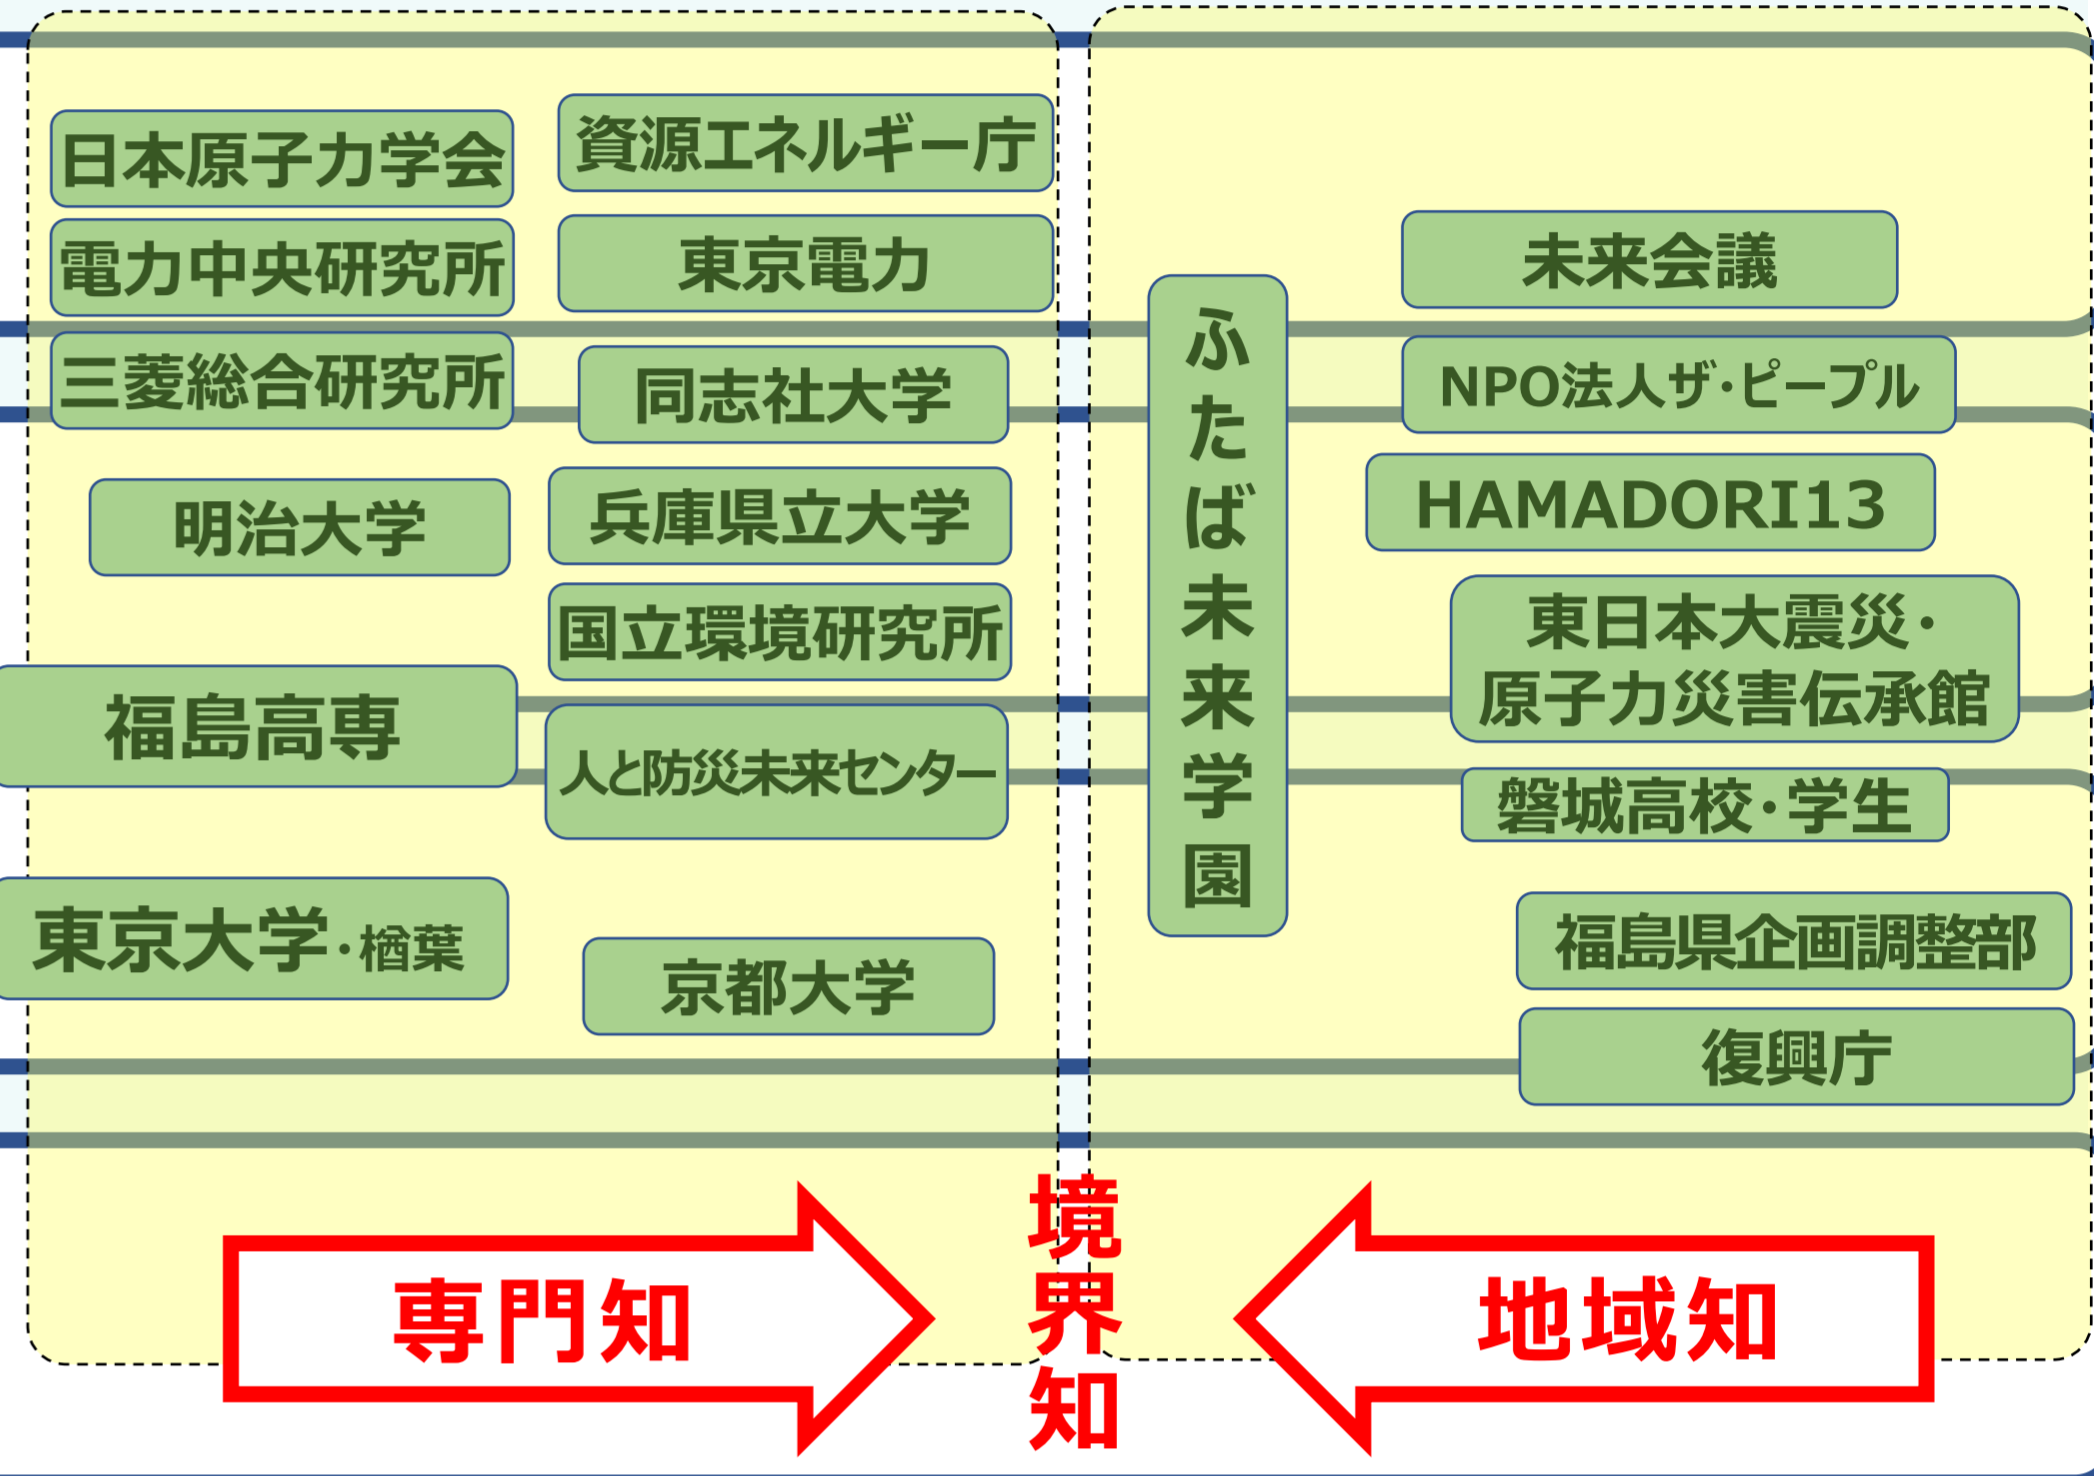 日本原子力学会
電力中央研究所
三菱総合研究所
明治大学
福島高専
東京大学・楢葉
資源エネルギー庁
東京電力
同志社大学
兵庫県立大学
国立環境研究所
人と防災未来センター
京都大学
ふたば未来学園
未来会議
NPO法人ザ・ピープル
HAMADORI13
東日本大震災・
原子力災害伝承館
磐城高校・学生
福島県企画調整部
復興庁
専門知
境界知
地域知